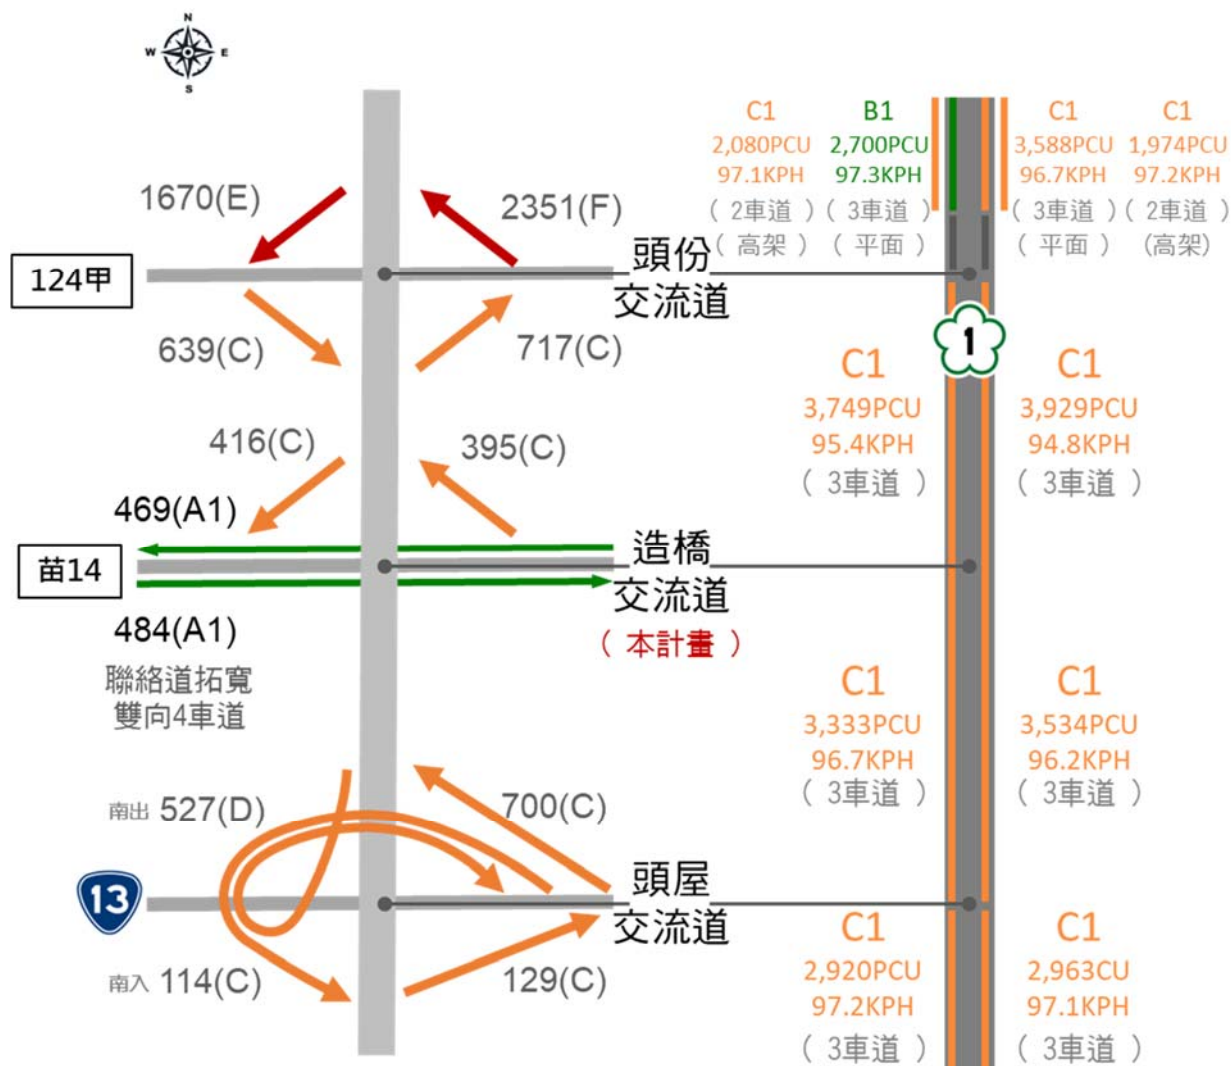 N
W E
S
C1 B1 C1 C1
2,080PCU 2,700PCU 3,588PCU 1,974PCU
97.1KPH 97.3KPH 96.7KPH 97.2KPH
( 2車道 ) ( 3車道 ) ( 3車道 ) ( 2車道 )
( 高架 ) ( 平面 ) ( 平面 ) (高架)
1670(E) 2351(F)
124甲
頭份
交流道
1
639(C) 717(C)
C1 C1
3,749PCU 3,929PCU
95.4KPH 94.8KPH
( 3車道 ) ( 3車道 )
416(C) 395(C)
469(A1)
苗14
造橋
交流道
( 本計畫 )
484(A1)
聯絡道拓寬
雙向4車道
C1 C1
3,333PCU 3,534PCU
96.7KPH 96.2KPH
( 3車道 ) ( 3車道 )
南出 527(D) 700(C)
13
頭屋
交流道
南入 114(C) 129(C)
C1 C1
2,920PCU 2,963CU
97.2KPH 97.1KPH
( 3車道 ) ( 3車道 )